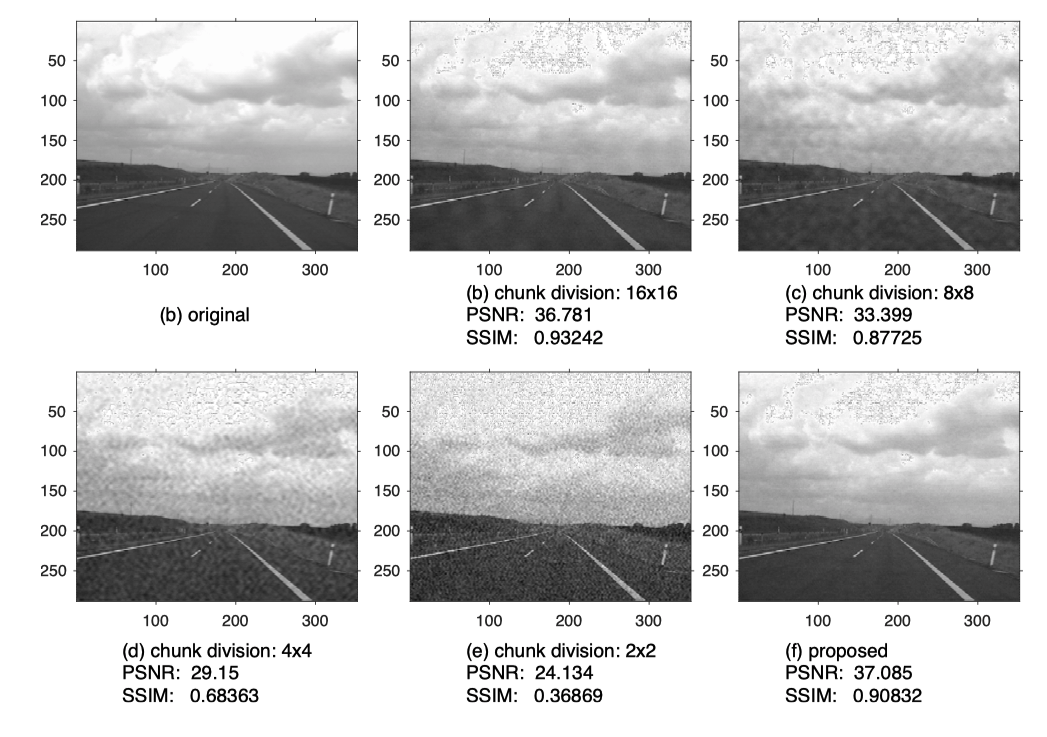 50
100
150
200
250
100 200 300
(b) original
50
100
150
200
250
100 200 300
(b) chunk division: 16x16
PSNR: 36.781
SSIM: 0.93242
50
100
150
200
250
100 200 300
(c) chunk division: 8x8
PSNR: 33.399
SSIM: 0.87725
50
100
150
200
250
100 200 300
(d) chunk division: 4x4
PSNR: 29.15
SSIM: 0.68363
50
100
150
200
250
100 200 300
(e) chunk division: 2x2
PSNR: 24.134
SSIM: 0.36869
50
100
150
200
250
100 200 300
(f) proposed
PSNR: 37.085
SSIM: 0.90832